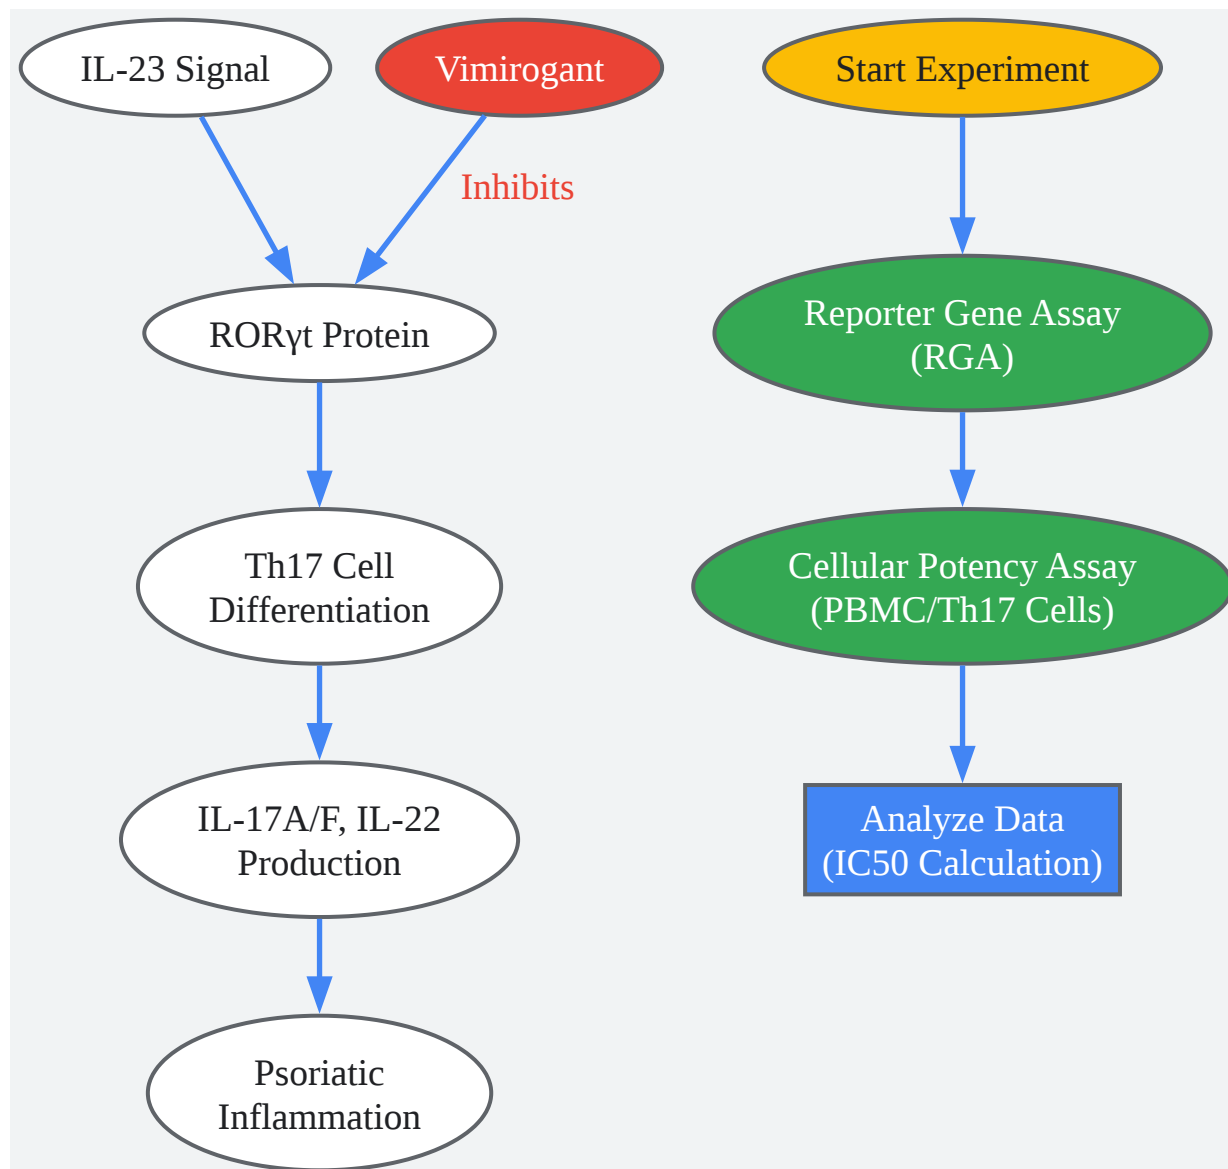 IL-23 Signal
Vimirogant
Inhibits
RORγt Protein
Th17 Cell
Differentiation
IL-17A/F, IL-22
Production
Psoriatic
Inflammation
Start Experiment
Reporter Gene Assay
(RGA)
Cellular Potency Assay
(PBMC/Th17 Cells)
Analyze Data
(IC50 Calculation)